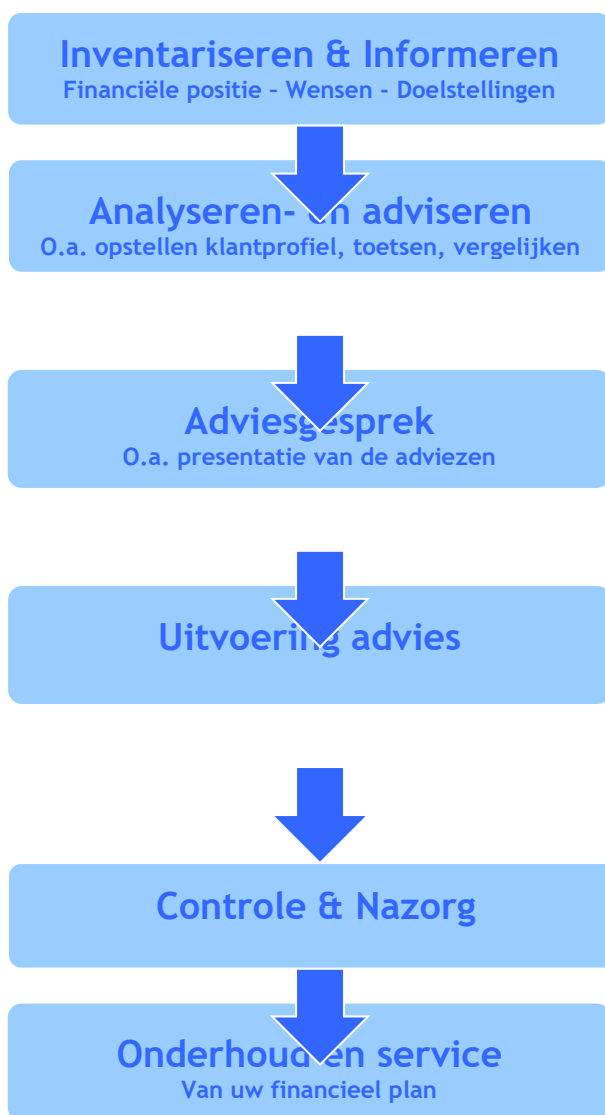 Inventariseren & Informeren
Financiële positie – Wensen - Doelstellingen
Analyseren- en adviseren
O.a. opstellen klantprofiel, toetsen, vergelijken
Adviesgesprek
O.a. presentatie van de adviezen
Uitvoering advies
Controle & Nazorg
Onderhoud en service
Van uw financieel plan